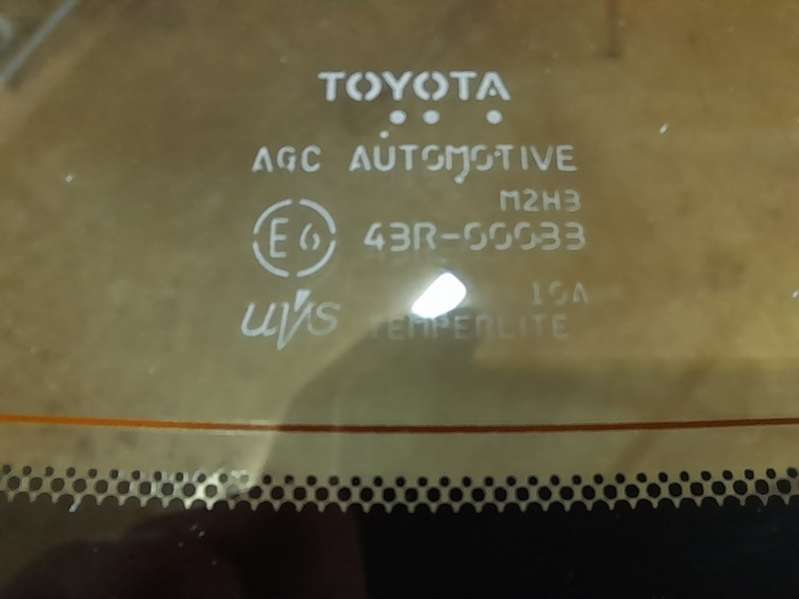 TOYOTA
AGC AUTOMOTIVE
M2H3
E6 43R-00033
UVS 10A
TEMPERLITE